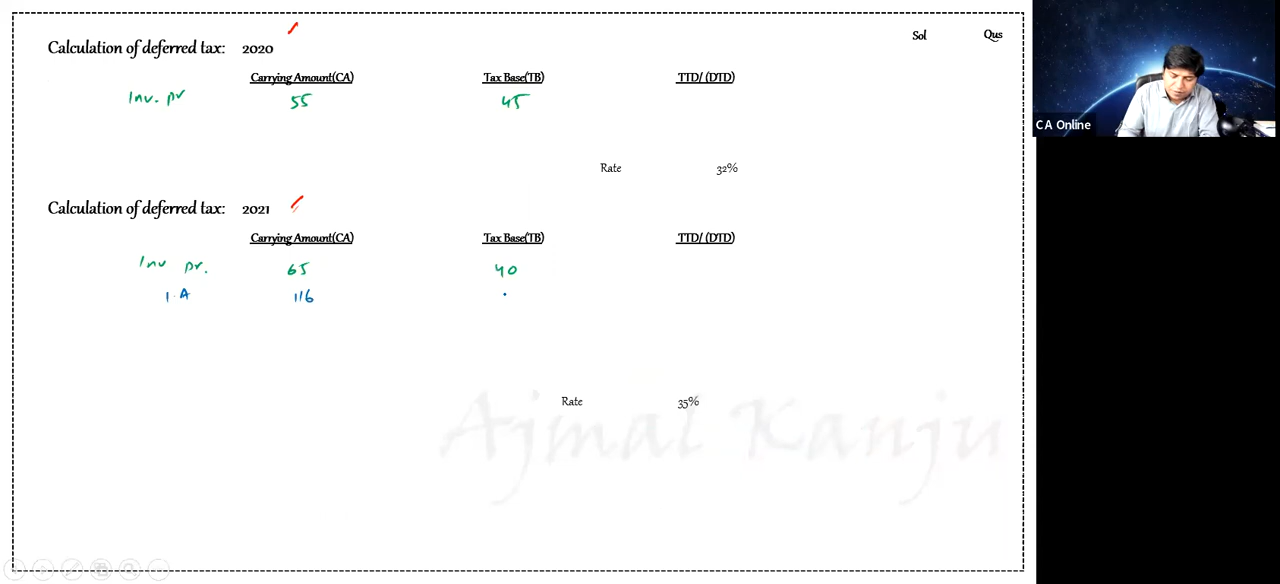 Sol Qus
Calculation of deferred tax: 2020
Carrying Amount(CA) Tax Base(TB) TTD/ (DTD)
Inv. pr 55 45
Rate 32%
Calculation of deferred tax: 2021
Carrying Amount(CA) Tax Base(TB) TTD/ (DTD)
Inv pr. 65 40
I.A 116
Rate 35%
Ajmal Kanju
CA Online